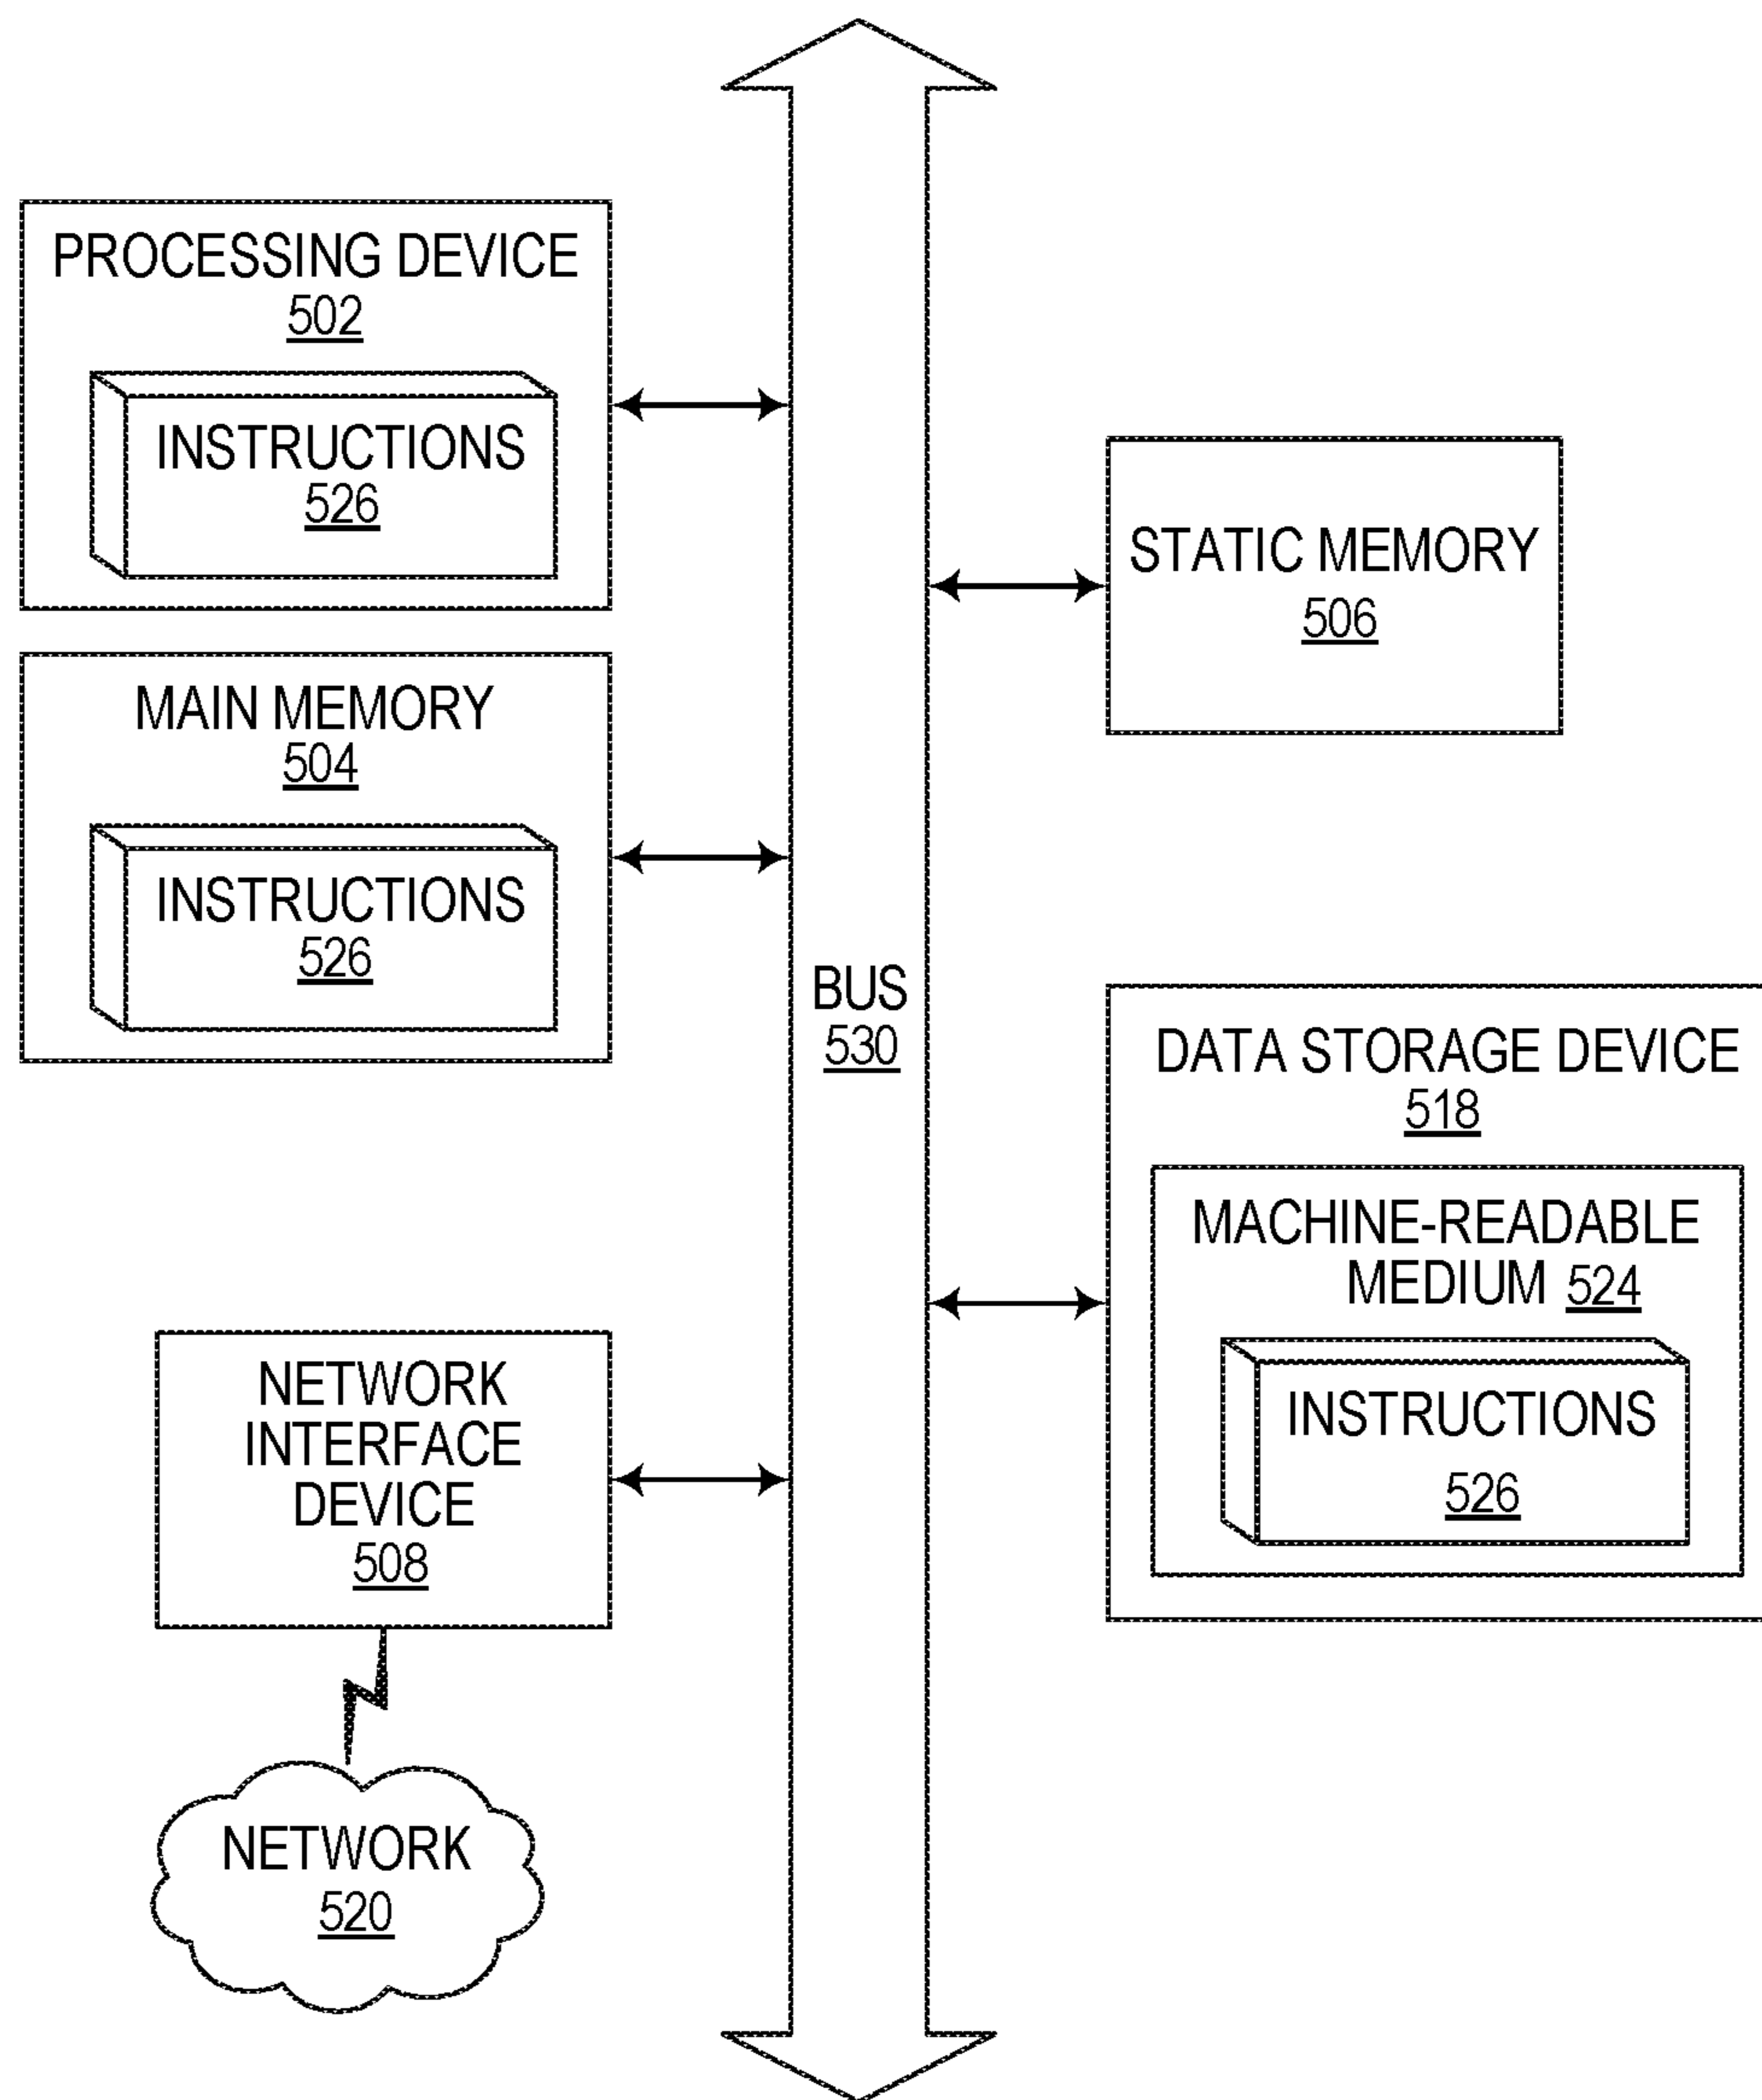 PROCESSING DEVICE
502
INSTRUCTIONS
526
MAIN MEMORY
504
INSTRUCTIONS
526
NETWORK
INTERFACE
DEVICE
508
NETWORK
520
BUS
530
STATIC MEMORY
506
DATA STORAGE DEVICE
518
MACHINE-READABLE
MEDIUM 524
INSTRUCTIONS
526